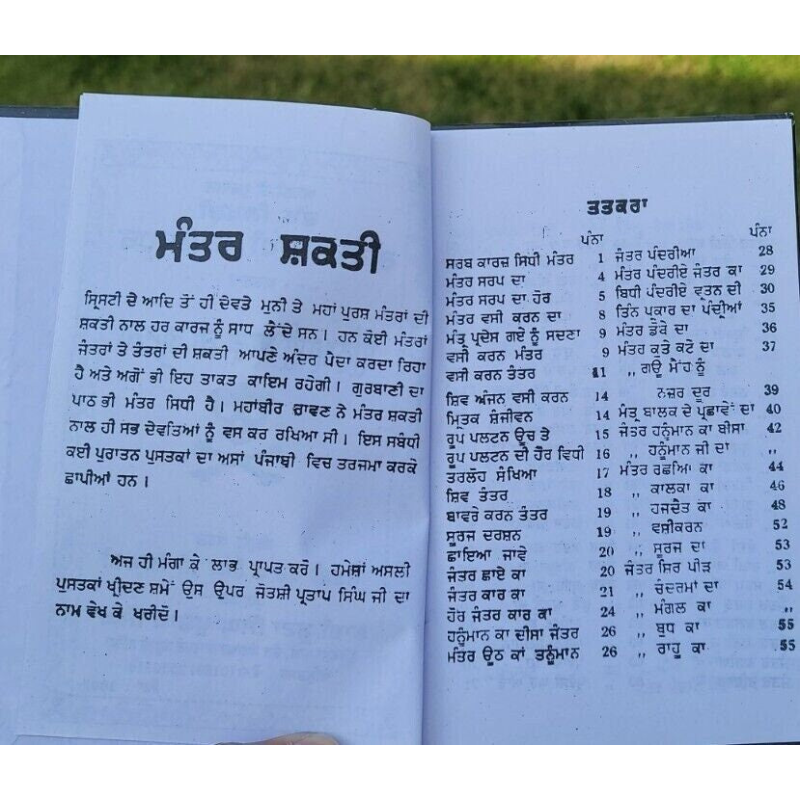 ਮੰਤਰ ਸ਼ਕਤੀ
ਸ੍ਰਿਸਟੀ ਦੇ ਆਦਿ ਤੋਂ ਹੀ ਦੇਵਤੇ ਮੁਨੀ ਤੇ ਮਹਾਂ ਪੁਰਸ਼ ਮੰਤਰਾਂ ਦੀ
ਸ਼ਕਤੀ ਨਾਲ ਹਰ ਕਾਰਜ ਨੂੰ ਸਾਧ ਲੈਂਦੇ ਸਨ। ਹਨ ਕੋਈ ਮੰਤਰਾਂ
ਜੰਤਰਾਂ ਤੇ ਤੰਤਰਾਂ ਦੀ ਸ਼ਕਤੀ ਆਪਣੇ ਅੰਦਰ ਪੈਦਾ ਕਰਦਾ ਰਿਹਾ
ਹੈ ਅਤੇ ਅਗੋਂ ਭੀ ਇਹ ਤਾਕਤ ਕਾਇਮ ਰਹੇਗੀ। ਗੁਰਬਾਣੀ ਦਾ
ਪਾਠ ਭੀ ਮੰਤਰ ਸਿਧੀ ਹੈ। ਮਹਾਂਬੀਰ ਰਾਵਣ ਨੇ ਮੰਤਰ ਸ਼ਕਤੀ
ਨਾਲ ਹੀ ਸਭ ਦੇਵਤਿਆਂ ਨੂੰ ਵਸ ਕਰ ਰਖਿਆ ਸੀ। ਇਸ ਸਬੰਧੀ
ਕਈ ਪੁਰਾਤਨ ਪੁਸਤਕਾਂ ਦਾ ਅਸਾਂ ਪੰਜਾਬੀ ਵਿਚ ਤਰਜਮਾ ਕਰਕੇ
ਛਾਪੀਆਂ ਹਨ।
ਅਜ ਹੀ ਮੰਗਾ ਕੇ ਲਾਭ ਪ੍ਰਾਪਤ ਕਰੋ। ਹਮੇਸ਼ਾਂ ਅਸਲੀ
ਪੁਸਤਕਾਂ ਖ੍ਰੀਦਣ ਸ਼ਮੇਂ ਉਸ ਉਪਰ ਜੋਤਸ਼ੀ ਪ੍ਰਤਾਪ ਸਿੰਘ ਜੀ ਦਾ
ਨਾਮ ਵੇਖ ਕੇ ਖਰੀਦੋ।
ਤਤਕਰਾ
ਪੰਨਾ
ਸਰਬ ਕਾਰਜ਼ ਸਿਧੀ ਮੰਤਰ 1
ਮੰਤਰ ਸਰਪ ਦਾ 4
ਮੰਤਰ ਸਰਪ ਦਾ ਹੋਰ 5
ਮੰਤਰ ਵਸੀ ਕਰਨ ਦਾ 8
ਮੰਤ੍ਰ ਪ੍ਰਦੇਸ ਗਏ ਨੂੰ ਸਦਣਾ 9
ਵਸੀ ਕਰਨ ਮੰਤਰ 9
ਵਸੀ ਕਰਨ ਤੰਤਰ 11
ਸ਼ਿਵ ਅੰਜਨ ਵਸੀ ਕਰਨ 14
ਮ੍ਰਿਤਕ ਸ਼ੰਜੀਵਨ 14
ਰੂਪ ਪਲਟਨ ਉਚ ਤੇ 15
ਰੂਪ ਪਲਟਨ ਦੀ ਹੋਰ ਵਿਧੀ 16
ਤਰਲੋਹ ਸੰਖਿਆ 17
ਸ਼ਿਵ ਤੰਤਰ 18
ਬਾਵਰੇ ਕਰਨ ਤੰਤਰ 19
ਸੂਰਜ ਦਰਸ਼ਨ 19
ਛਾਇਆ ਜਾਵੇ 20
ਜੰਤਰ ਛਾਏ ਕਾ 20
ਜੰਤਰ ਕਾਰ ਕਾ 21
ਹੋਰ ਜੰਤਰ ਕਾਰ ਕਾ 24
ਹਨੂੰਮਾਨ ਕਾ ਦੀਸਾ ਜੰਤਰ 26
ਮੰਤਰ ਊਠ ਕਾਂ ਤਨੂੰਮਾਨ 26
ਪੰਨਾ
ਜੰਤਰ ਪੰਦਰੀਆ 28
ਮੰਤਰ ਪੰਦਰੀਏ ਜੰਤਰ ਕਾ 29
ਬਿਧੀ ਪੰਦਰੀਏ ਵ੍ਰਤਨ ਦੀ 30
ਤਿੰਨ ਪ੍ਰਕਾਰ ਦਾ ਪੰਦ੍ਰੀਆਂ 35
ਮੰਤਰ ਡੋਕੇ ਦਾ 36
ਮੰਤਹ ਕੁਤੇ ਕਟੇ ਦਾ 37
,, ਗਊ ਮੈਂਹ ਨੂੰ
ਨਜ਼ਰ ਦੂਰ 39
ਮੰਤ੍ਰ ਬਾਲਕ ਦੇ ਪ੍ਰਛਾਵੇਂ ਦਾ 40
ਜੰਤਰ ਹਨੂੰਮਾਨ ਕਾ ਬੀਸਾ 42
,, ਹਨੂੰਮਾਨ ਜੀ ਦਾ ,,
ਮੰਤਰ ਰਛਆਿ ਕਾ 44
,, ਕਾਲਕਾ ਕਾ 46
,, ਹਜਦੈਤ ਕਾ 48
,, ਵਸ਼ੀਕਰਨ 52
,, ਸੂਰਜ ਦਾ 53
ਜੰਤਰ ਸਿਰ ਪੀੜ 53
,, ਚੰਦਰਮਾਂ ਦਾ 54
,, ਮੰਗਲ ਕਾ ,,
,, ਬੁਧ ਕਾ 55
,, ਰਾਹੂ ਕਾ 55